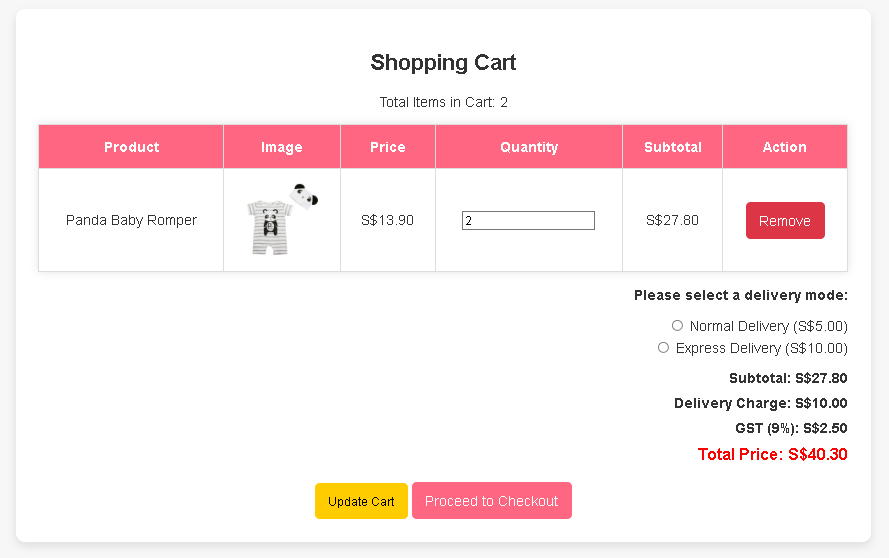 Shopping Cart
Total Items in Cart: 2
Product Image Price Quantity Subtotal Action
Panda Baby Romper S$13.90 2 S$27.80 Remove
Please select a delivery mode:
Normal Delivery (S$5.00)
Express Delivery (S$10.00)
Subtotal: S$27.80
Delivery Charge: S$10.00
GST (9%): S$2.50
Total Price: S$40.30
Update Cart Proceed to Checkout